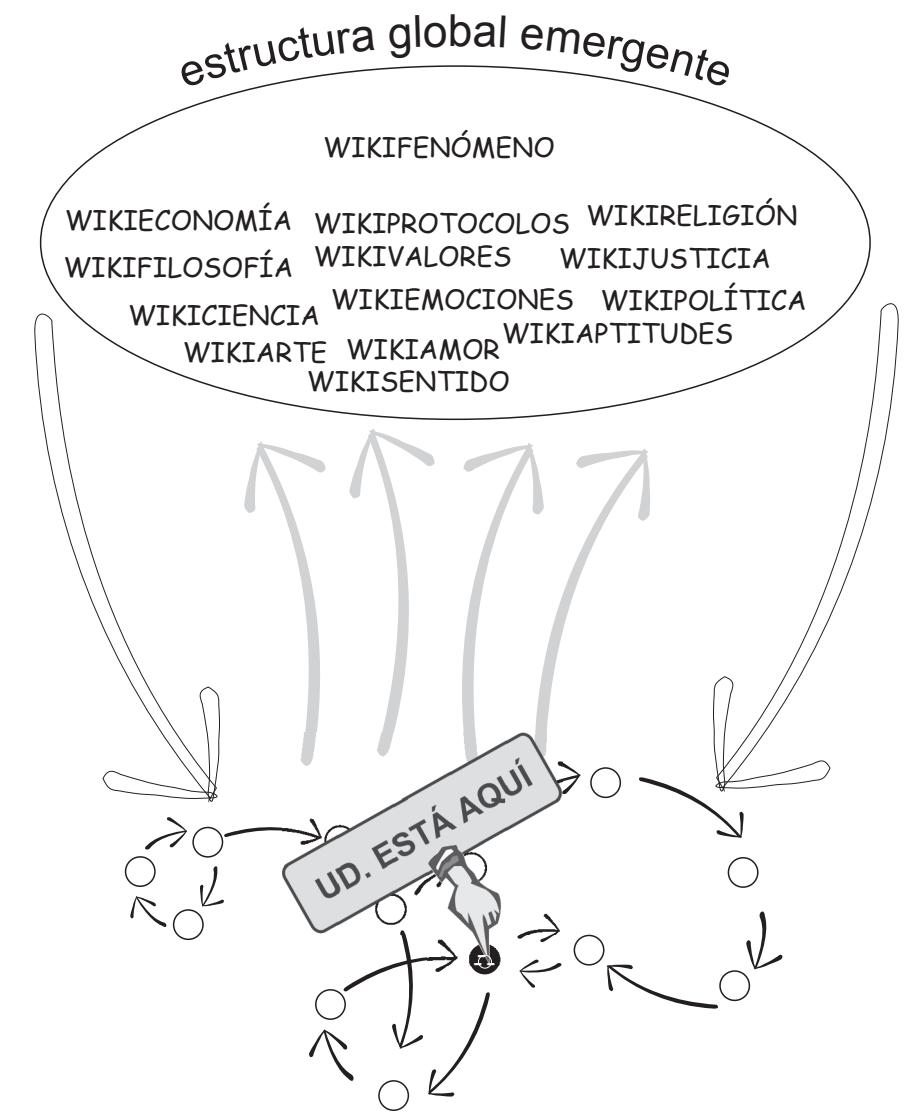 estructura global emergente
WIKIFENÓMENO
WIKIECONOMÍA WIKIPROTOCOLOS WIKIRELIGIÓN
WIKIFILOSOFÍA WIKIVALORES WIKIJUSTICIA
WIKICIENCIA WIKIEMOCIONES WIKIPOLÍTICA
WIKIARTE WIKIAMOR WIKIAPTITUDES
WIKISENTIDO
UD. ESTÁ AQUÍ